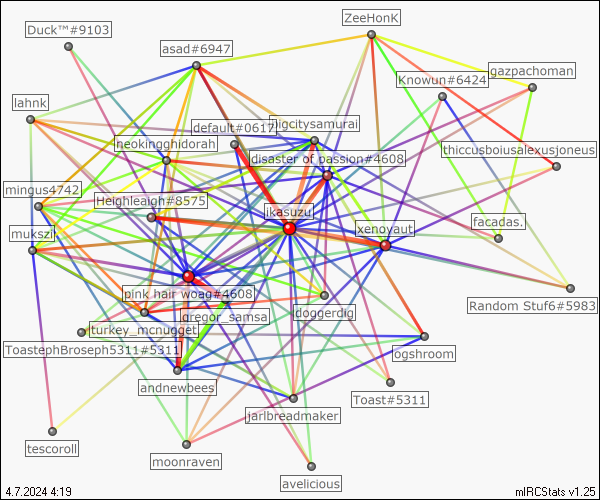 ZeeHonK
Duck™#9103
asad#6947
gazpachoman
Knowun#6424
lahnk
bigcitysamurai
default#0617
neokingghidorah
thiccusboiusalexusjoneus
disaster of passion#4608
mingus4742
Heighleaigh#8575
jkasuzu
facadas.
xenoyaut
mukszil
pink hair woag#4608
Random Stuf6#5983
doggerdig
gregor_samsa
turkey_mcnugget
ToastephBroseph5311#5311
ogshroom
andnewbees
Toast#5311
jarlbreadmaker
tescoroll
moonraven
avelicious
4.7.2024 4:19
mIRCStats v1.25